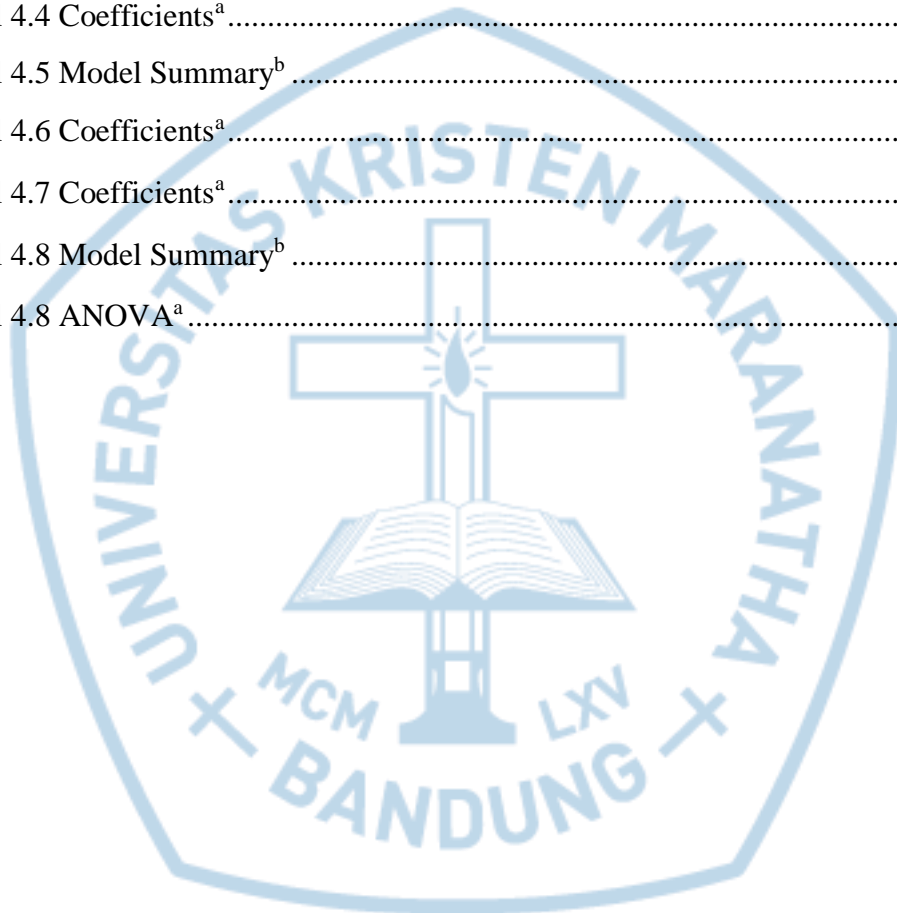 4.4 Coefficientsᵃ........................................................................................
4.5 Model Summaryᵇ ........................................................................................
4.6 Coefficientsᵃ........................................................................................
4.7 Coefficientsᵃ........................................................................................
4.8 Model Summaryᵇ ........................................................................................
4.8 ANOVAᵃ ........................................................................................
UNIVERSITAS KRISTEN MARANATHA
MCM LXV
BANDUNG